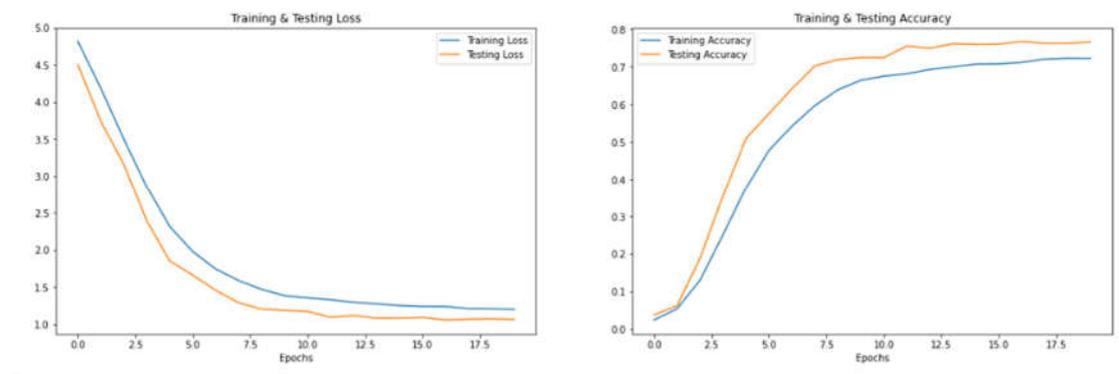 Training & Testing Loss
5.0
4.5
4.0
3.5
3.0
2.5
2.0
1.5
1.0
Training Loss
Testing Loss
0.0 2.5 5.0 7.5 10.0 12.5 15.0 17.5
Epochs
Training & Testing Accuracy
0.8
0.7
0.6
0.5
0.4
0.3
0.2
0.1
0.0
Training Accuracy
Testing Accuracy
0.0 2.5 5.0 7.5 10.0 12.5 15.0 17.5
Epochs